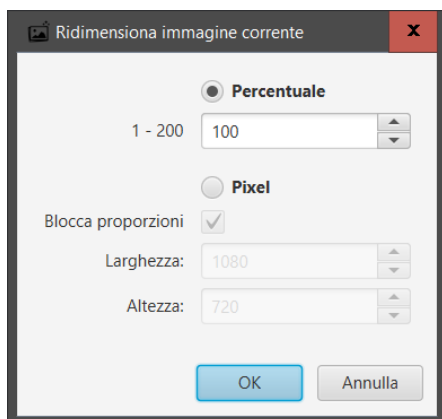 Ridimensiona immagine corrente
x
Percentuale
1 - 200 100
Pixel
Blocca proporzioni
Larghezza: 1080
Altezza: 720
OK Annulla